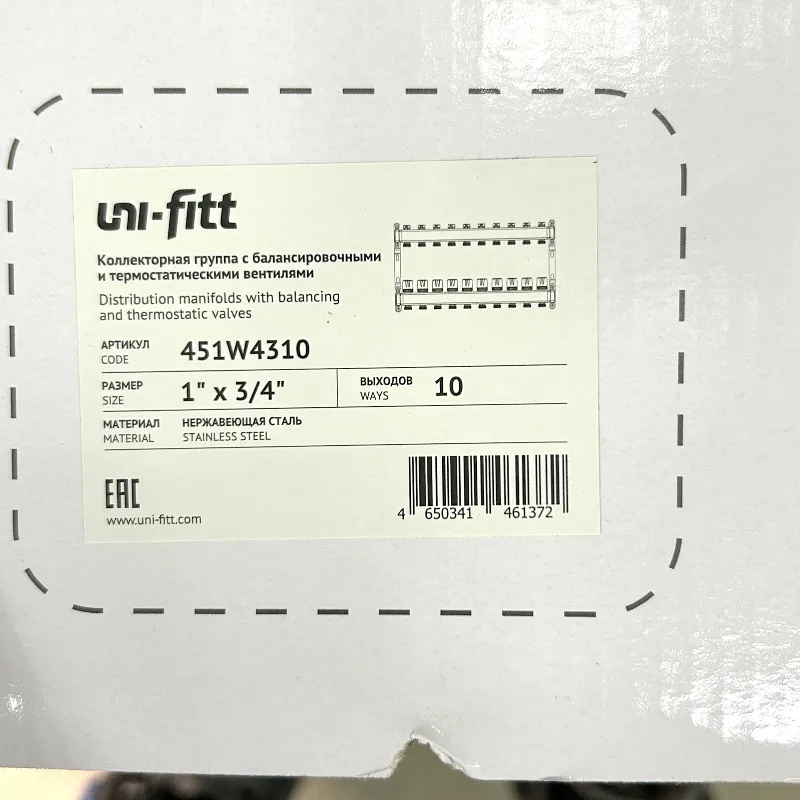 uni-fitt
Коллекторная группа с балансировочными
и термостатическими вентилями
Distribution manifolds with balancing
and thermostatic valves
АРТИКУЛ
CODE
451W4310
РАЗМЕР
SIZE
1" x 3/4"
ВЫХОДОВ
WAYS
10
МАТЕРИАЛ
MATERIAL
НЕРЖАВЕЮЩАЯ СТАЛЬ
STAINLESS STEEL
EAC
www.uni-fitt.com
4 650341 461372